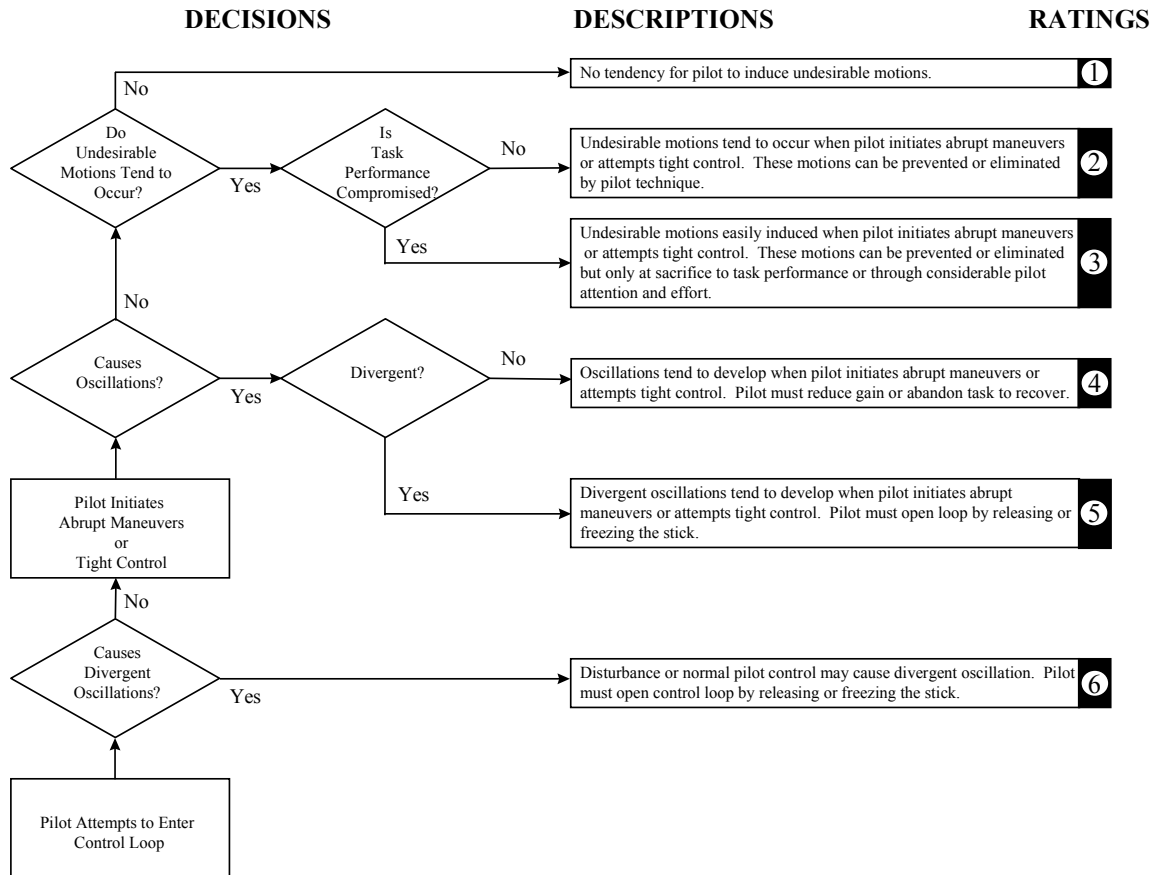 DECISIONS DESCRIPTIONS RATINGS
No
No tendency for pilot to induce undesirable motions.
1
Do
Undesirable
Motions Tend to
Occur?
Yes
Is
Task
Performance
Compromised?
No
Undesirable motions tend to occur when pilot initiates abrupt maneuvers
or attempts tight control. These motions can be prevented or eliminated
by pilot technique.
2
Yes
Undesirable motions easily induced when pilot initiates abrupt maneuvers
or attempts tight control. These motions can be prevented or eliminated
but only at sacrifice to task performance or through considerable pilot
attention and effort.
3
No
Causes
Oscillations?
Yes
Divergent?
No
Oscillations tend to develop when pilot initiates abrupt maneuvers or
attempts tight control. Pilot must reduce gain or abandon task to recover.
4
Pilot Initiates
Abrupt Maneuvers
or
Tight Control
Yes
Divergent oscillations tend to develop when pilot initiates abrupt
maneuvers or attempts tight control. Pilot must open loop by releasing or
freezing the stick.
5
No
Causes
Divergent
Oscillations?
Yes
Disturbance or normal pilot control may cause divergent oscillation. Pilot
must open control loop by releasing or freezing the stick.
6
Pilot Attempts to Enter
Control Loop